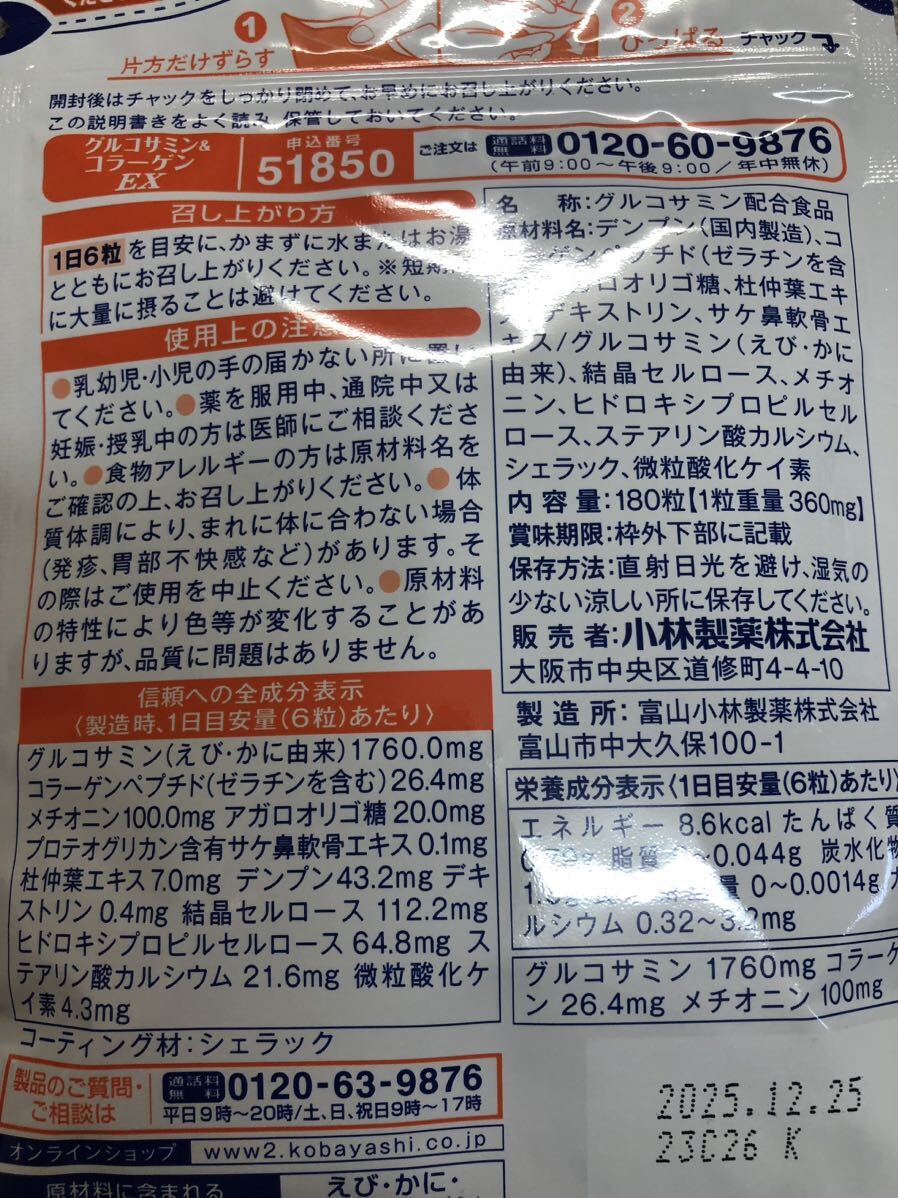 ①
片方だけずらす
②
ひっぱる
チャック
開封後はチャックをしっかり閉めて、お早めにお召し上がりください。
この説明書きをよく読み、保管しておいてください。
グルコサミン&
コラーゲン
EX
申込番号
51850
ご注文は
通話料
無料
0120-60-9876
(午前9:00~午後9:00/年中無休)
召し上がり方
1日6粒を目安に、かまずに水またはお湯
とともにお召し上がりください。※短期
に大量に摂ることは避けてください。
使用上の注意
●乳幼児・小児の手の届かない所に置い
てください。●薬を服用中、通院中又は
妊娠・授乳中の方は医師にご相談くださ
い。●食物アレルギーの方は原材料名を
ご確認の上、お召し上がりください。●体
質体調により、まれに体に合わない場合
(発疹、胃部不快感など)があります。そ
の際はご使用を中止ください。●原材料
の特性により色等が変化することがあ
りますが、品質に問題はありません。
信頼への全成分表示
〈製造時、1日目安量(6粒)あたり〉
グルコサミン(えび・かに由来)1760.0mg
コラーゲンペプチド(ゼラチンを含む)26.4mg
メチオニン100.0mg アガロオリゴ糖 20.0mg
プロテオグリカン含有サケ鼻軟骨エキス0.1mg
杜仲葉エキス7.0mg デンプン43.2mg デキ
ストリン0.4mg 結晶セルロース 112.2mg
ヒドロキシプロピルセルロース 64.8mg ス
テアリン酸カルシウム 21.6mg 微粒酸化ケ
イ素4.3mg
コーティング材:シェラック
製品のご質問・
ご相談は
通話料
無料
0120-63-9876
平日9時~20時/土、日、祝日9時~17時
オンラインショップ
www2.kobayashi.co.jp
原材料に含まれる
えび・かに・
名 称:グルコサミン配合食品
原材料名:デンプン(国内製造)、コ
ゲンペプチド(ゼラチンを含
ロオリゴ糖、杜仲葉エキ
デキストリン、サケ鼻軟骨エ
キス/グルコサミン(えび・かに
由来)、結晶セルロース、メチオ
ニン、ヒドロキシプロピルセル
ロース、ステアリン酸カルシウム、
シェラック、微粒酸化ケイ素
内容量:180粒【1粒重量360mg】
賞味期限:枠外下部に記載
保存方法:直射日光を避け、湿気の
少ない涼しい所に保存してください。
販売者:小林製薬株式会社
大阪市中央区道修町4-4-10
製造所:富山小林製薬株式会社
富山市中大久保100-1
栄養成分表示〈1日目安量(6粒)あたり〉
エネルギー 8.6kcal たんぱく質
脂質 ~0.044g 炭水化物
量 0~0.0014g カ
ルシウム 0.32~3.2mg
グルコサミン 1760mg コラーゲ
ン 26.4mg メチオニン 100mg
2025.12.25
23C26 K